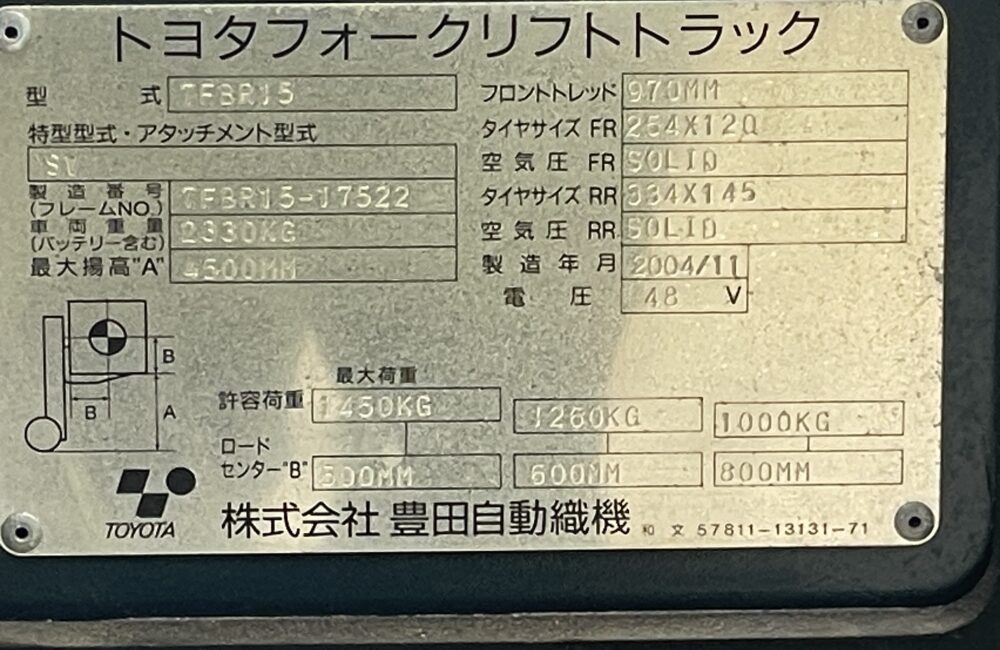 トヨタフォークリフトトラック
型式 7FBR15
特型型式・アタッチメント型式
SV
製造番号 (フレームNO.) 7FBR15-17522
車両重量 (バッテリー含む) 2330KG
最大揚高"A" 4500MM
フロントトレッド 970MM
タイヤサイズ FR 254X120
空気圧 FR SOLID
タイヤサイズ RR 334X145
空気圧 RR SOLID
製造年月 2004/11
電圧 48 V
B
B
A
最大荷重
許容荷重 1450KG 1260KG 1000KG
ロードセンター"B" 500MM 600MM 800MM
TOYOTA
株式会社 豊田自動織機
和文 57811-13131-71